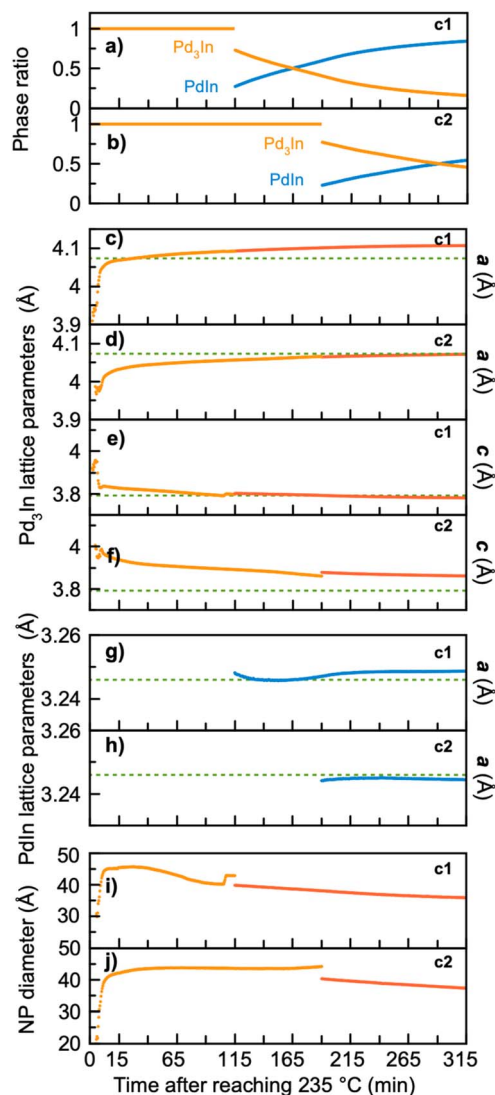 1 c1
a) Pd3In
0.5
PdIn
0
1 c2
b) Pd3In
0.5
PdIn
0
Phase ratio
c) c1
4.1
4
3.9
a (Å)
d) c2
4.1
4
3.9
a (Å)
e) c1
4
3.8
c (Å)
f) c2
4
3.8
c (Å)
Pd3In lattice parameters (Å)
3.26 g) c1
3.24
a (Å)
3.26 h) c2
3.24
a (Å)
PdIn lattice parameters (Å)
50 i) c1
40
30
50 j) c2
40
30
20
NP diameter (Å)
0 15 65 115 165 215 265 315
Time after reaching 235 °C (min)